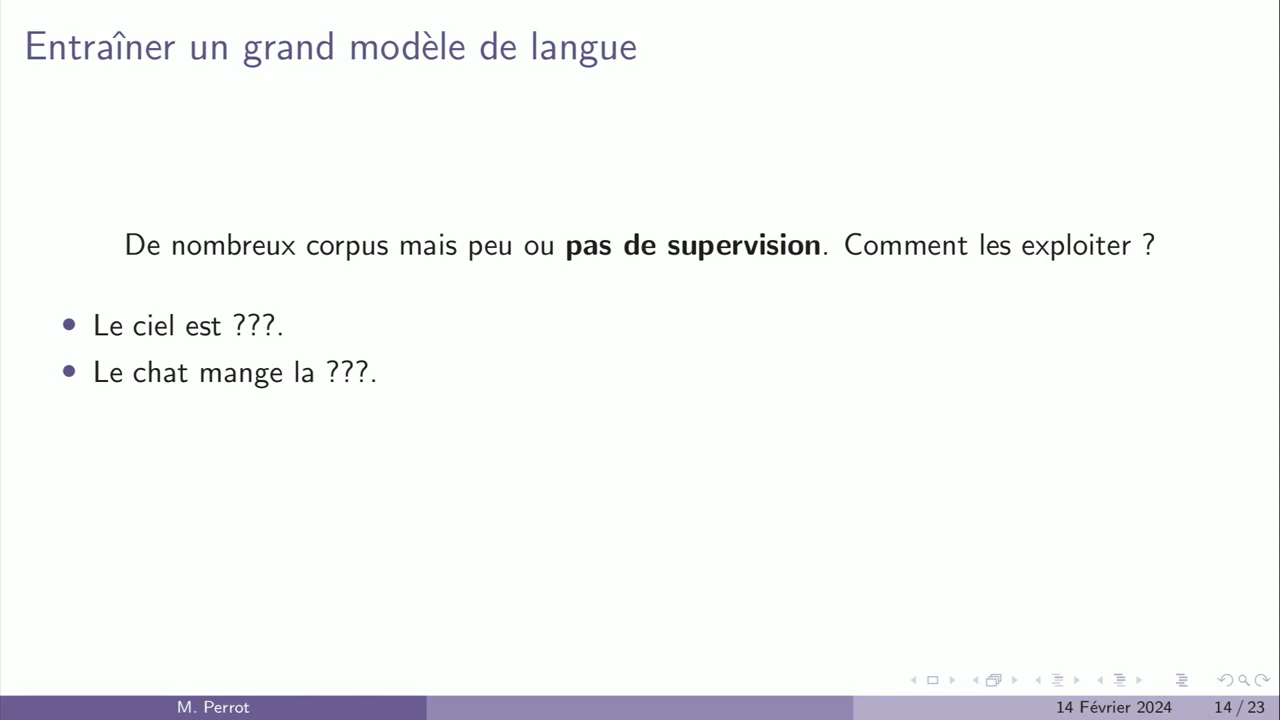 Entraîner un grand modèle de langue
De nombreux corpus mais peu ou pas de supervision. Comment les exploiter ?
• Le ciel est ???.
• Le chat mange la ???.
M. Perrot
14 Février 2024
14 / 23